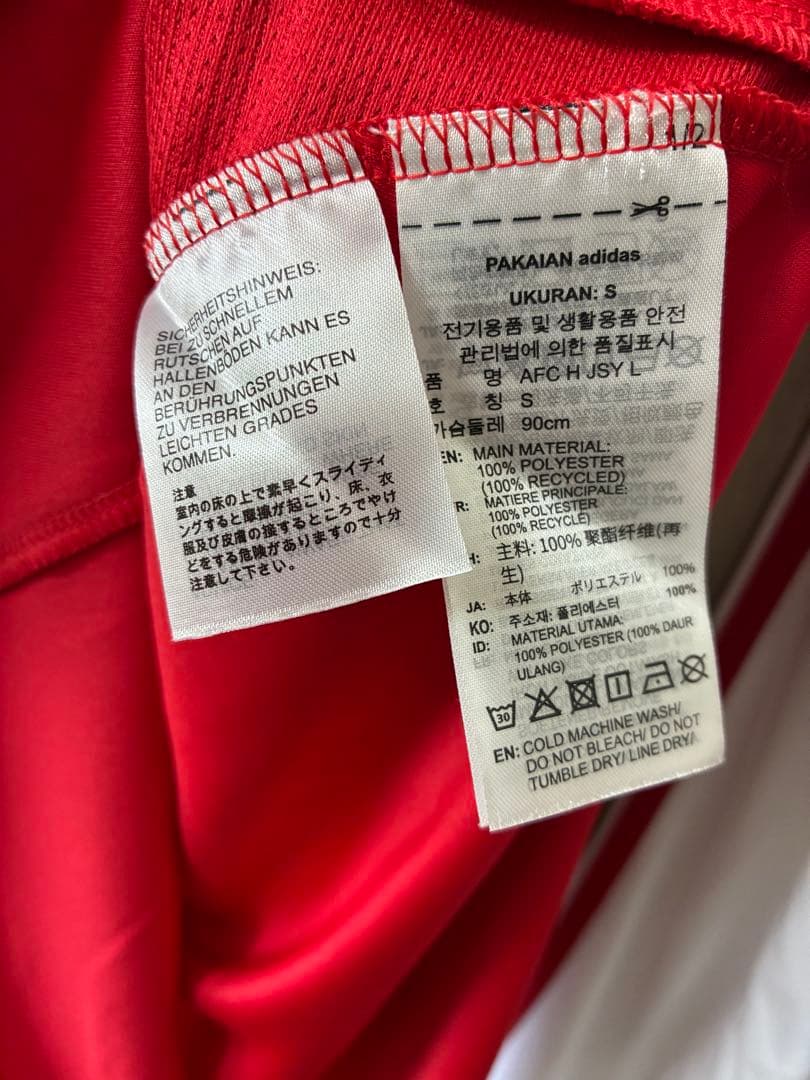 SICHERHEITSHINWEIS:
BEI ZU SCHNELLEM
RUTSCHEN AUF
HALLENBÖDEN KANN ES
AN DEN
BERÜHRUNGSPUNKTEN
ZU VERBRENNUNGEN
LEICHTEN GRADES
KOMMEN.
注意
室内の床の上で素早くスライディ
ングすると摩擦が起こり、床、衣
服及び皮膚の接するところでやけ
どをする危険がありますので十分
注意して下さい。
1/2
PAKAIAN adidas
UKURAN: S
전기용품 및 생활용품 안전
관리법에 의한 품질표시
품 명 AFC H JSY L
호 칭 S
가슴둘레 90cm
EN: MAIN MATERIAL:
100% POLYESTER
(100% RECYCLED)
MATIERE PRINCIPALE:
100% POLYESTER
(100% RECYCLE)
主料: 100% 聚酯纤维(再
生)
JA: 本体 ポリエステル 100%
KO: 주소재: 폴리에스터 100%
ID: MATERIAL UTAMA:
100% POLYESTER (100% DAUR
ULANG)
30
EN: COLD MACHINE WASH/
DO NOT BLEACH/ DO NOT
TUMBLE DRY/ LINE DRY/